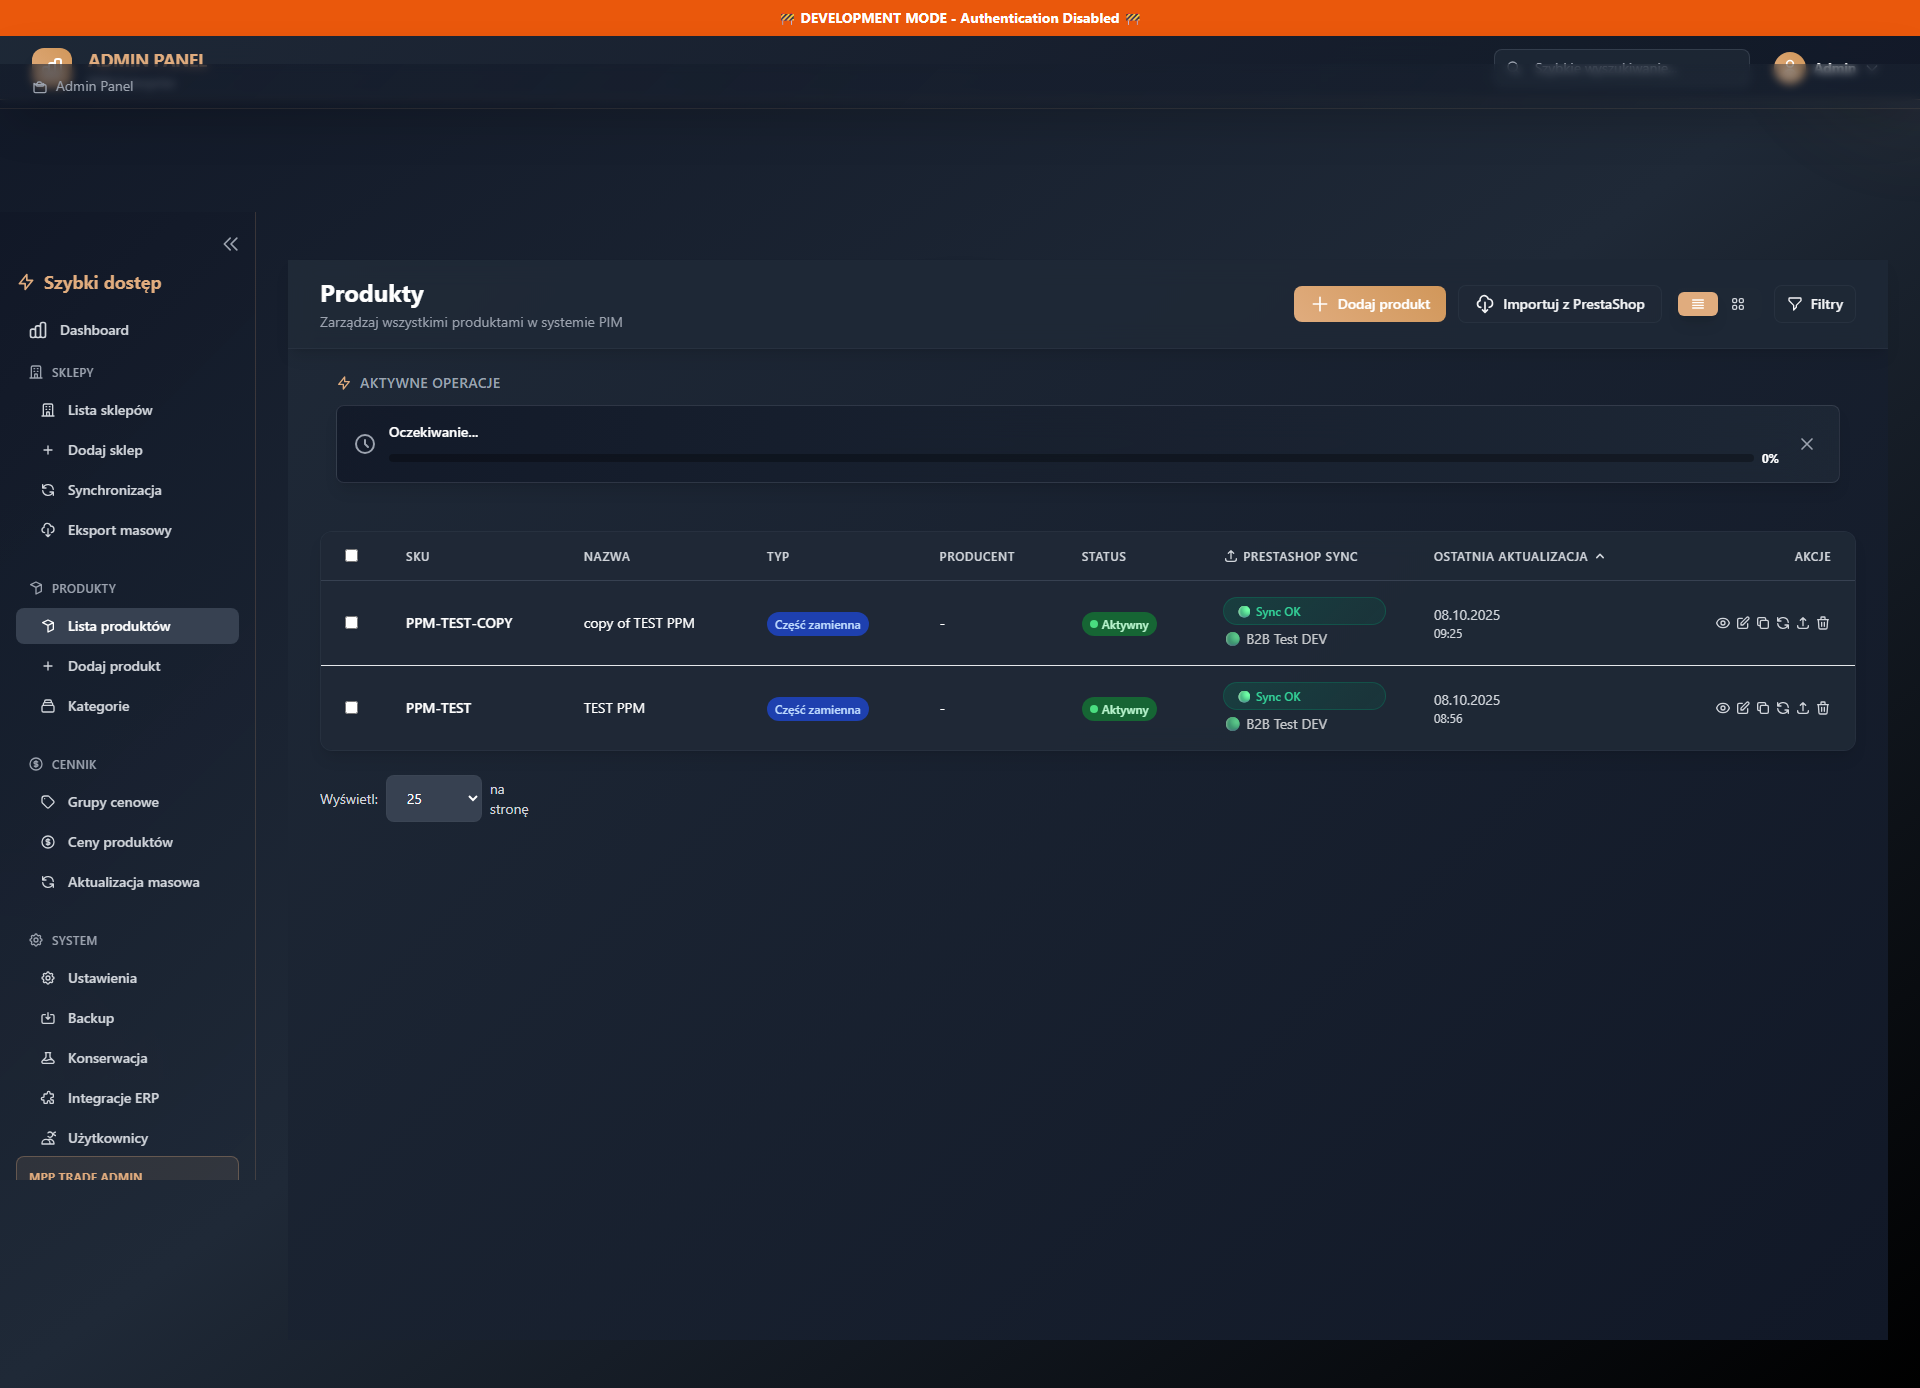 🚧 DEVELOPMENT MODE - Authentication Disabled 🚧
ADMIN PANEL
Admin Panel
Szybkie wyszukiwanie...
Admin
Szybki dostęp
Dashboard
SKLEPY
Lista sklepów
Dodaj sklep
Synchronizacja
Eksport masowy
PRODUKTY
Lista produktów
Dodaj produkt
Kategorie
CENNIK
Grupy cenowe
Ceny produktów
Aktualizacja masowa
SYSTEM
Ustawienia
Backup
Konserwacja
Integracje ERP
Użytkownicy
MPP TRADE ADMIN
Produkty
Zarządzaj wszystkimi produktami w systemie PIM
Dodaj produkt
Importuj z PrestaShop
Filtry
AKTYWNE OPERACJE
Oczekiwanie...
0%
SKU NAZWA TYP PRODUCENT STATUS PRESTASHOP SYNC OSTATNIA AKTUALIZACJA AKCJE
PPM-TEST-COPY copy of TEST PPM Część zamienna - Aktywny Sync OK 08.10.2025
B2B Test DEV 09:25
PPM-TEST TEST PPM Część zamienna - Aktywny Sync OK 08.10.2025
B2B Test DEV 08:56
Wyświetl: 25 na
stronę